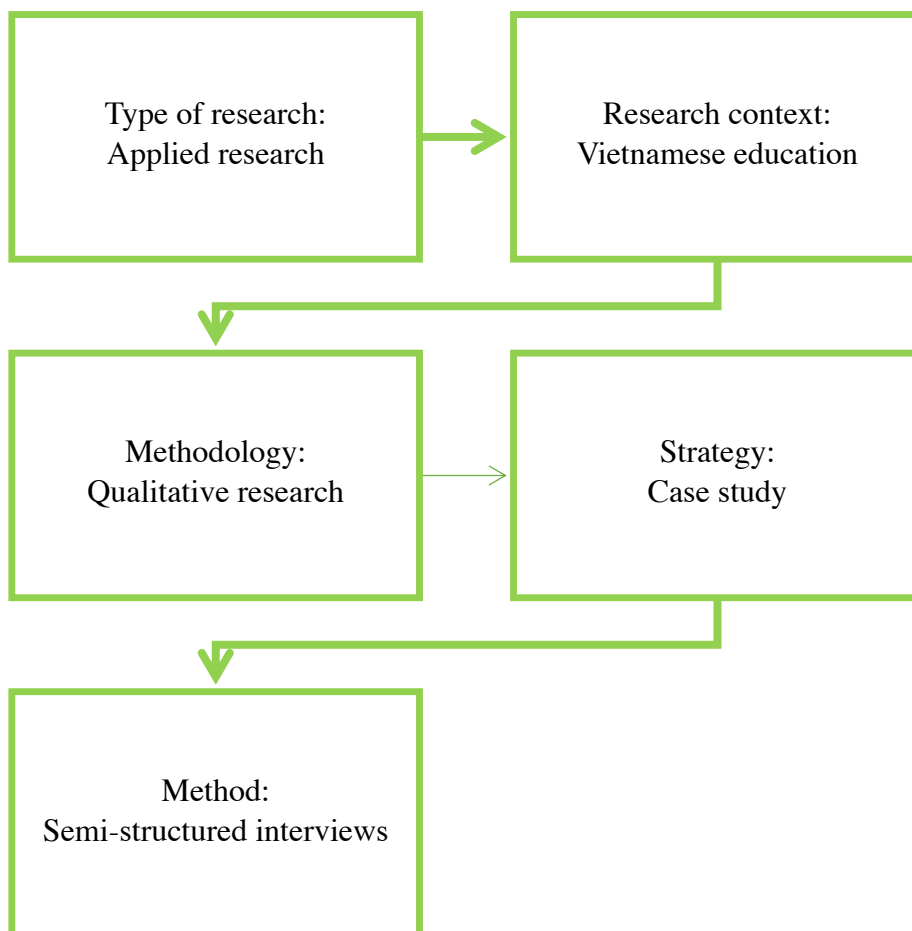 Type of research:
Applied research
Research context:
Vietnamese education
Methodology:
Qualitative research
Strategy:
Case study
Method:
Semi-structured interviews